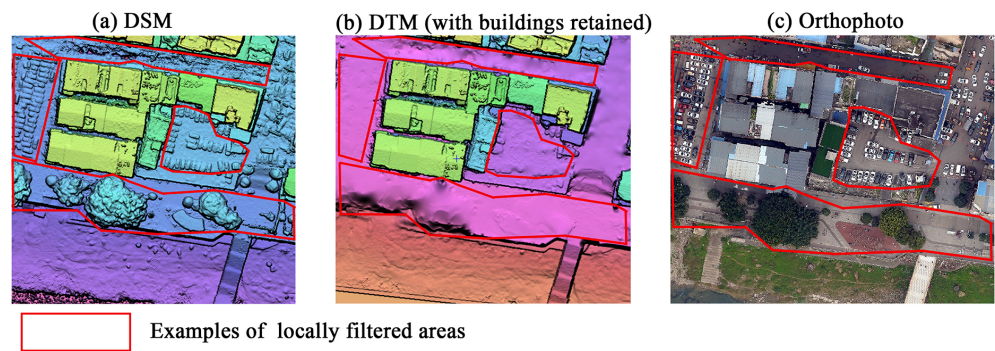 (a) DSM
(b) DTM (with buildings retained)
(c) Orthophoto
Examples of locally filtered areas